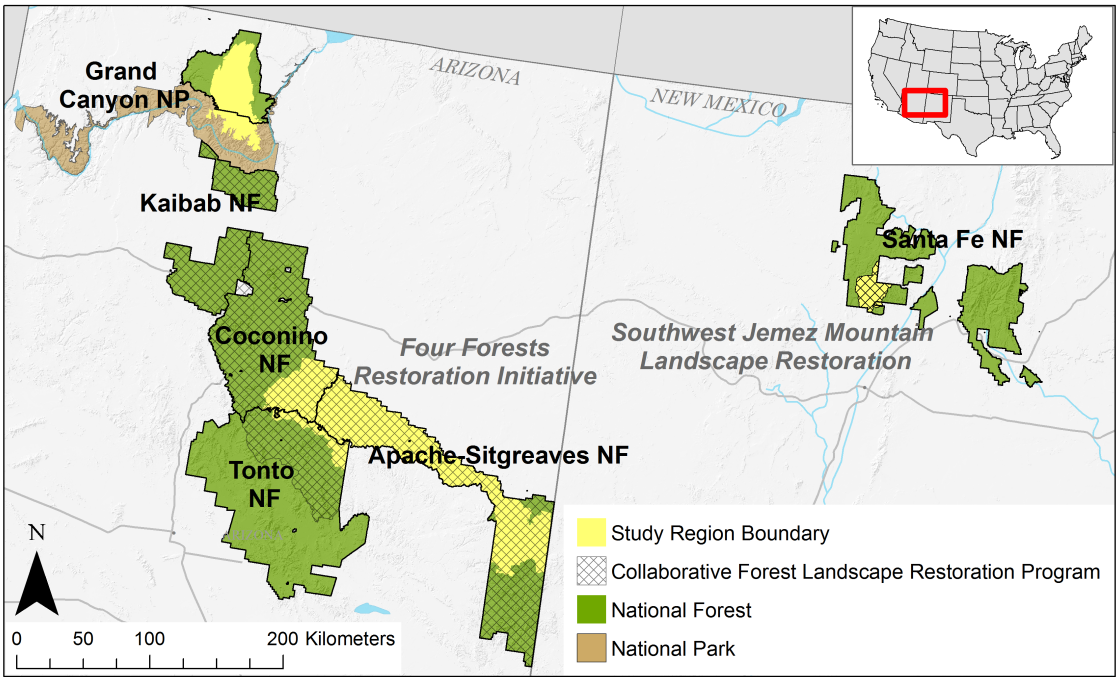 Grand
Canyon NP
ARIZONA
NEW MEXICO
Kaibab NF
Santa Fe NF
Coconino
NF
Four Forests
Restoration Initiative
Southwest Jemez Mountain
Landscape Restoration
Apache-Sitgreaves NF
Tonto
NF
N
0 50 100 200 Kilometers
Study Region Boundary
Collaborative Forest Landscape Restoration Program
National Forest
National Park